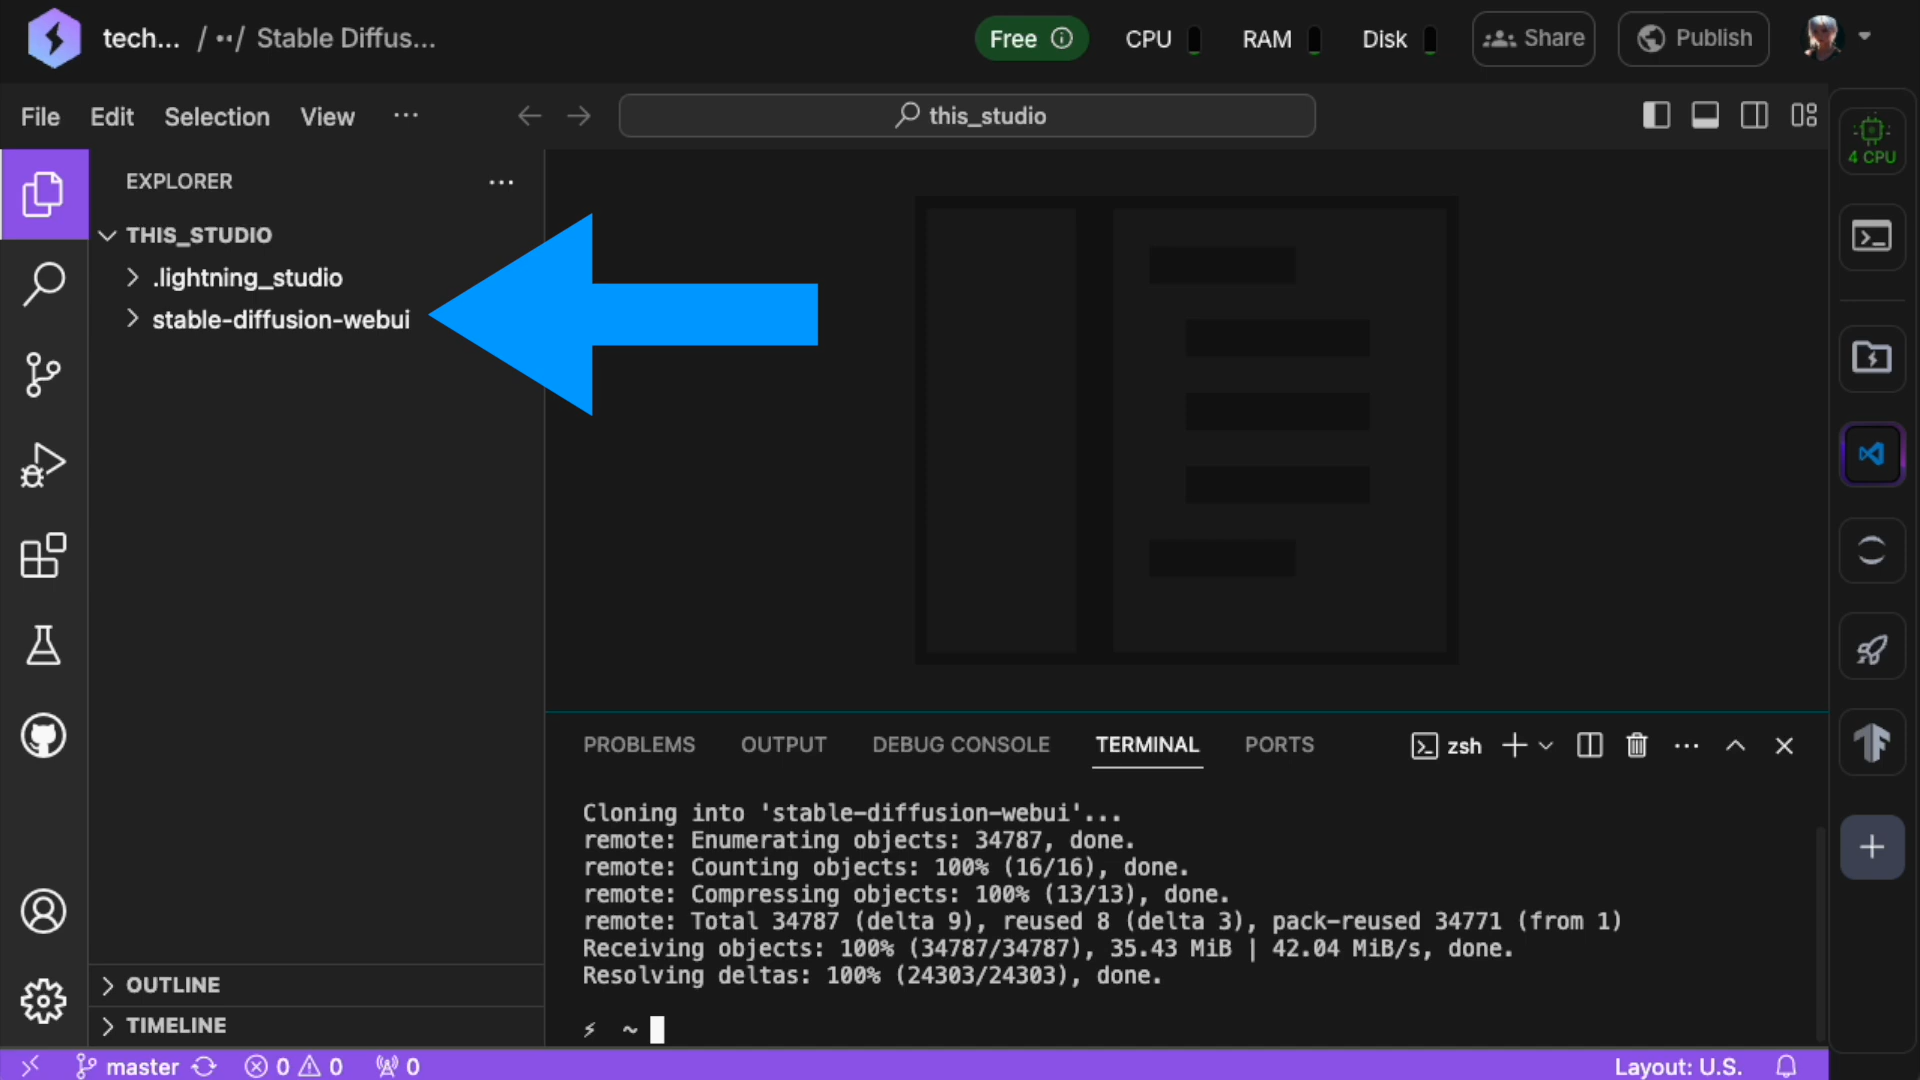 tech... / ··/ Stable Diffus...
Free CPU RAM Disk Share Publish
File Edit Selection View ···
this_studio
4 CPU
EXPLORER ···
THIS_STUDIO
.lightning_studio
stable-diffusion-webui
PROBLEMS OUTPUT DEBUG CONSOLE TERMINAL PORTS zsh ···
Cloning into 'stable-diffusion-webui'...
remote: Enumerating objects: 34787, done.
remote: Counting objects: 100% (16/16), done.
remote: Compressing objects: 100% (13/13), done.
remote: Total 34787 (delta 9), reused 8 (delta 3), pack-reused 34771 (from 1)
Receiving objects: 100% (34787/34787), 35.43 MiB | 42.04 MiB/s, done.
Resolving deltas: 100% (24303/24303), done.
⚡ ~
OUTLINE
TIMELINE
master 0 0 0 Layout: U.S.